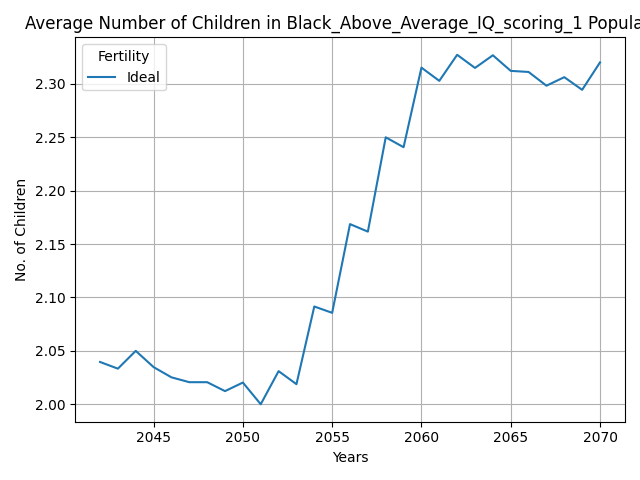 Average Number of Children in Black_Above_Average_IQ_scoring_1 Popula
Fertility
Ideal
2.30
2.25
2.20
2.15
2.10
2.05
2.00
No. of Children
2045
2050
2055
2060
2065
2070
Years